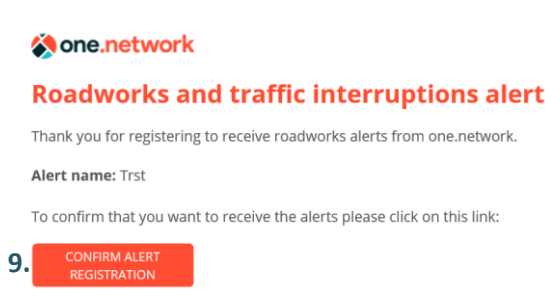 one.network
Roadworks and traffic interruptions alert
Thank you for registering to receive roadworks alerts from one.network.
Alert name: Trst
To confirm that you want to receive the alerts please click on this link:
9. CONFIRM ALERT
REGISTRATION